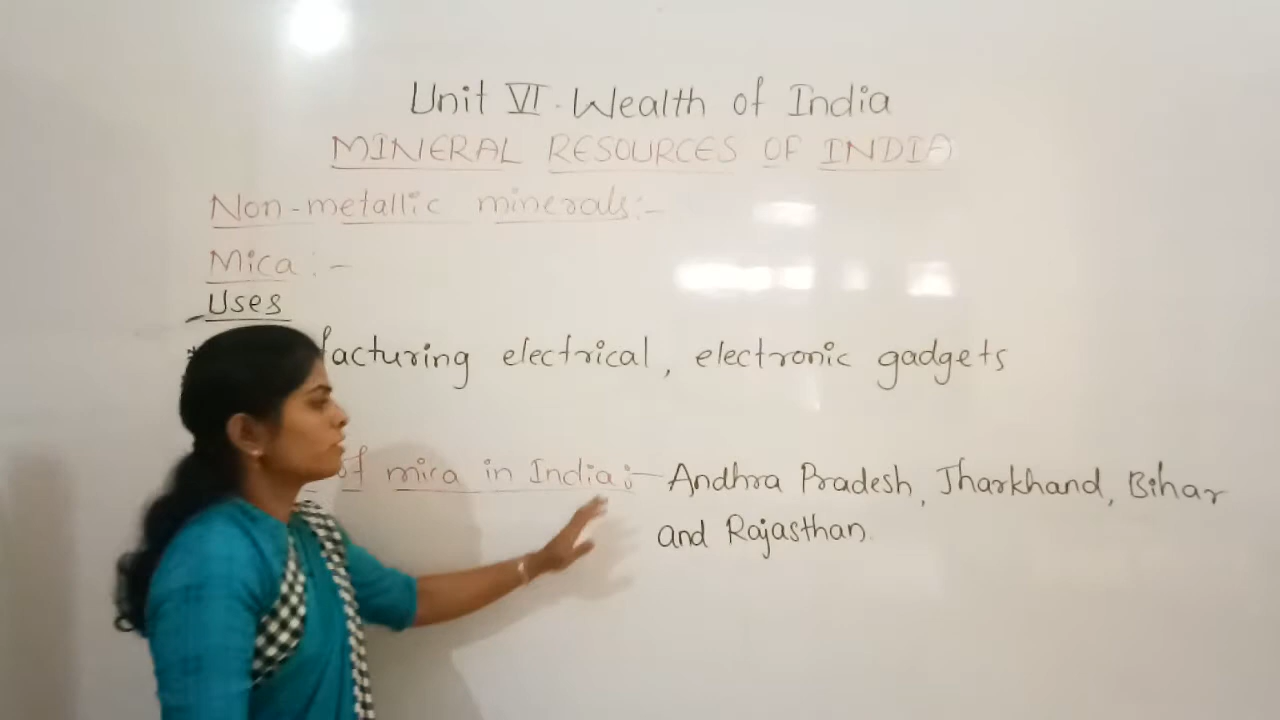 Unit VI. Wealth of India
MINERAL RESOURCES OF INDIA
Non-metallic minerals:-
Mica :-
Uses
facturing electrical, electronic gadgets
of mica in India :- Andhra Pradesh, Jharkhand, Bihar
and Rajasthan.